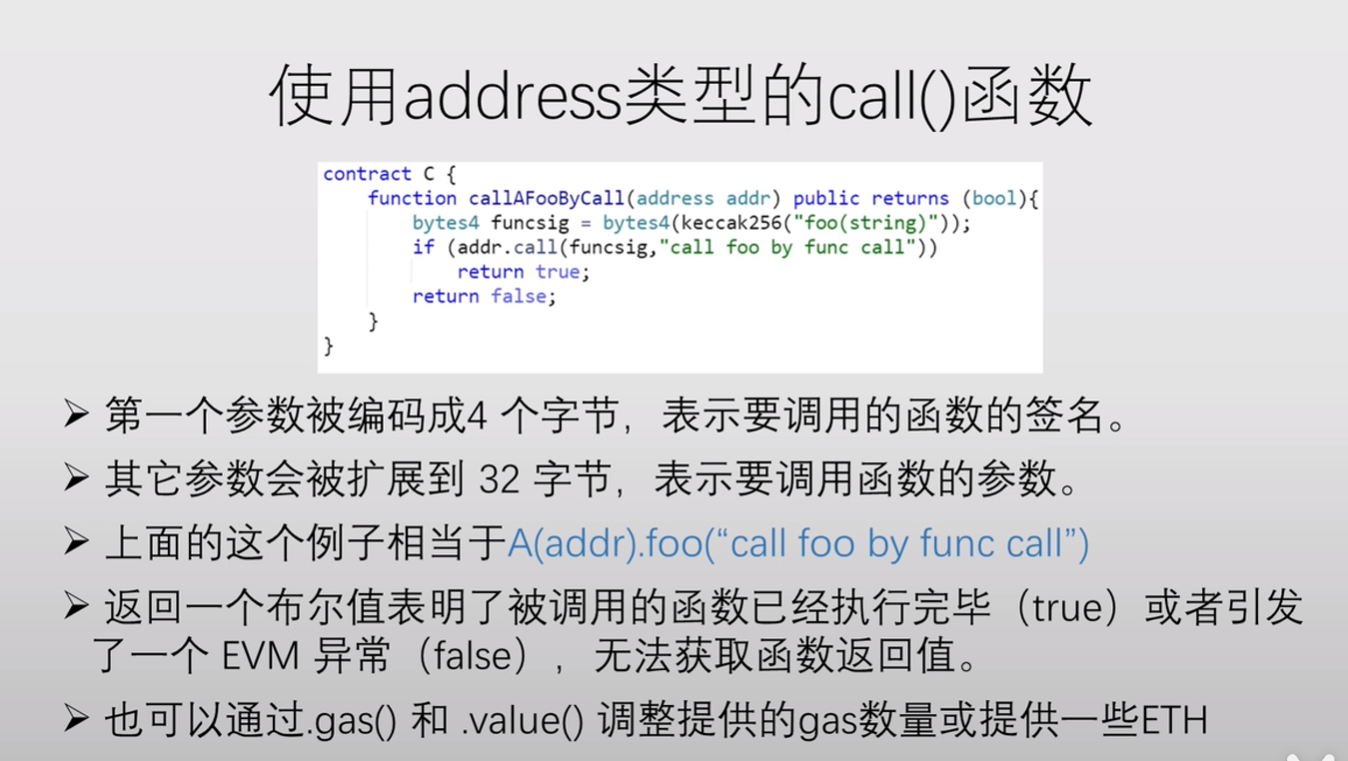 使用address类型的call()函数
contract C {
function callAFooByCall(address addr) public returns (bool){
bytes4 funcsig = bytes4(keccak256("foo(string)"));
if (addr.call(funcsig,"call foo by func call"))
return true;
return false;
}
}
➢ 第一个参数被编码成4 个字节，表示要调用的函数的签名。
➢ 其它参数会被扩展到 32 字节，表示要调用函数的参数。
➢ 上面的这个例子相当于A(addr).foo(“call foo by func call”)
➢ 返回一个布尔值表明了被调用的函数已经执行完毕（true）或者引发
了一个 EVM 异常（false），无法获取函数返回值。
➢ 也可以通过.gas() 和 .value() 调整提供的gas数量或提供一些ETH